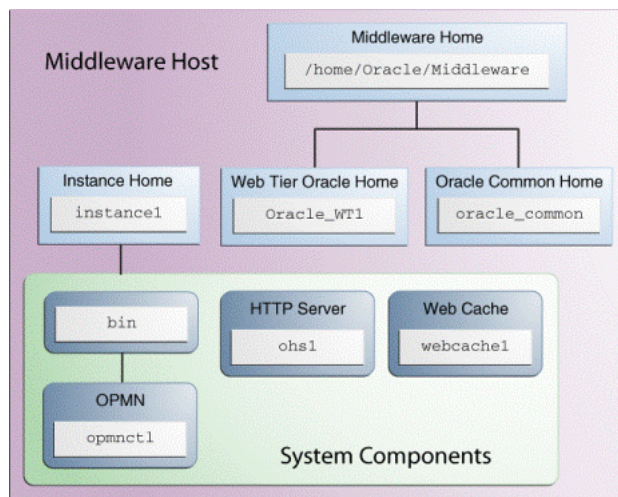 Middleware Host
Middleware Home
/home/Oracle/Middleware
Instance Home
instance1
Web Tier Oracle Home
Oracle_WT1
Oracle Common Home
oracle_common
bin
HTTP Server
ohs1
Web Cache
webcache1
OPMN
opmnctl
System Components